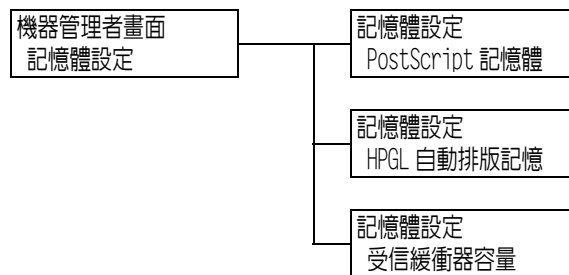 機器管理者畫面
記憶體設定
記憶體設定
PostScript 記憶體
記憶體設定
HPGL 自動排版記憶
記憶體設定
受信緩衝器容量